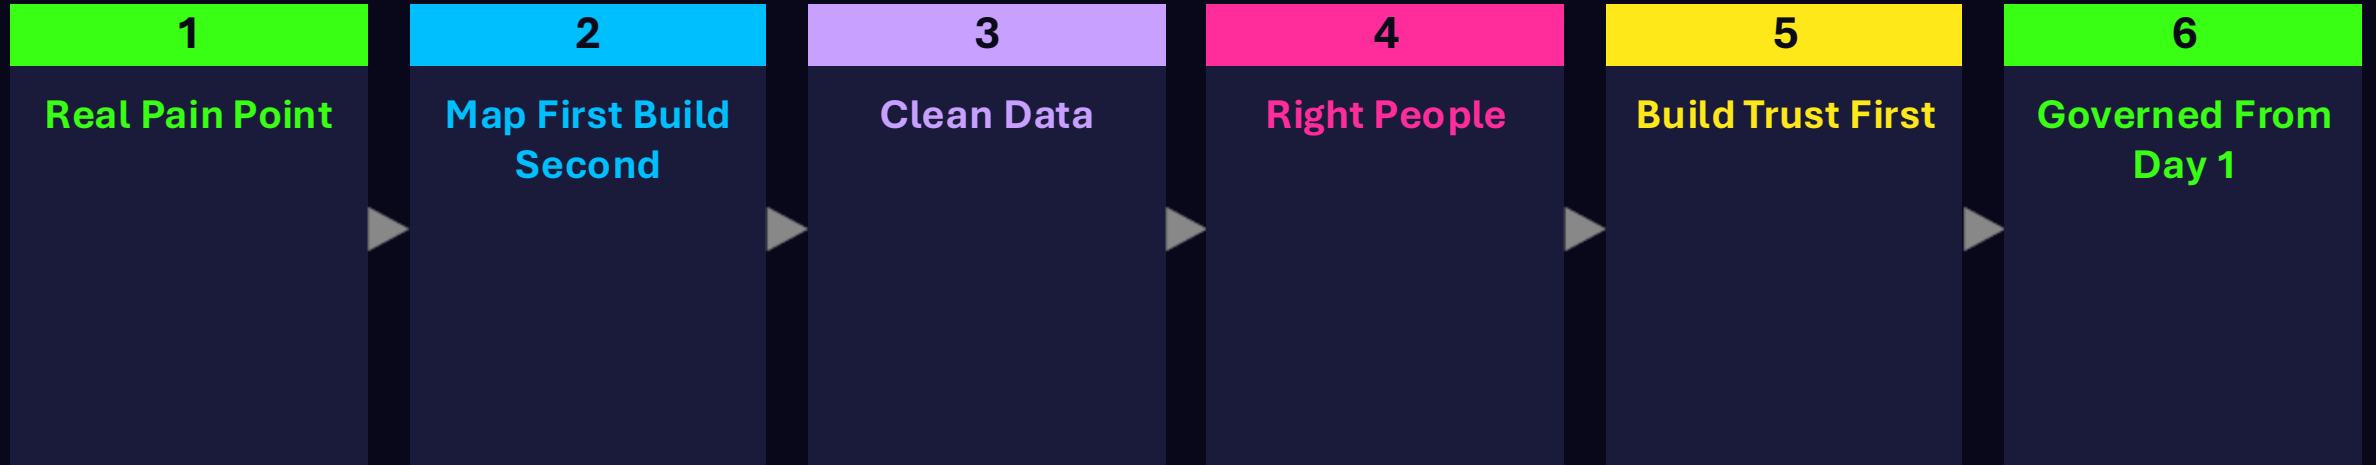 1
Real Pain Point
2
Map First Build
Second
3
Clean Data
4
Right People
5
Build Trust First
6
Governed From
Day 1